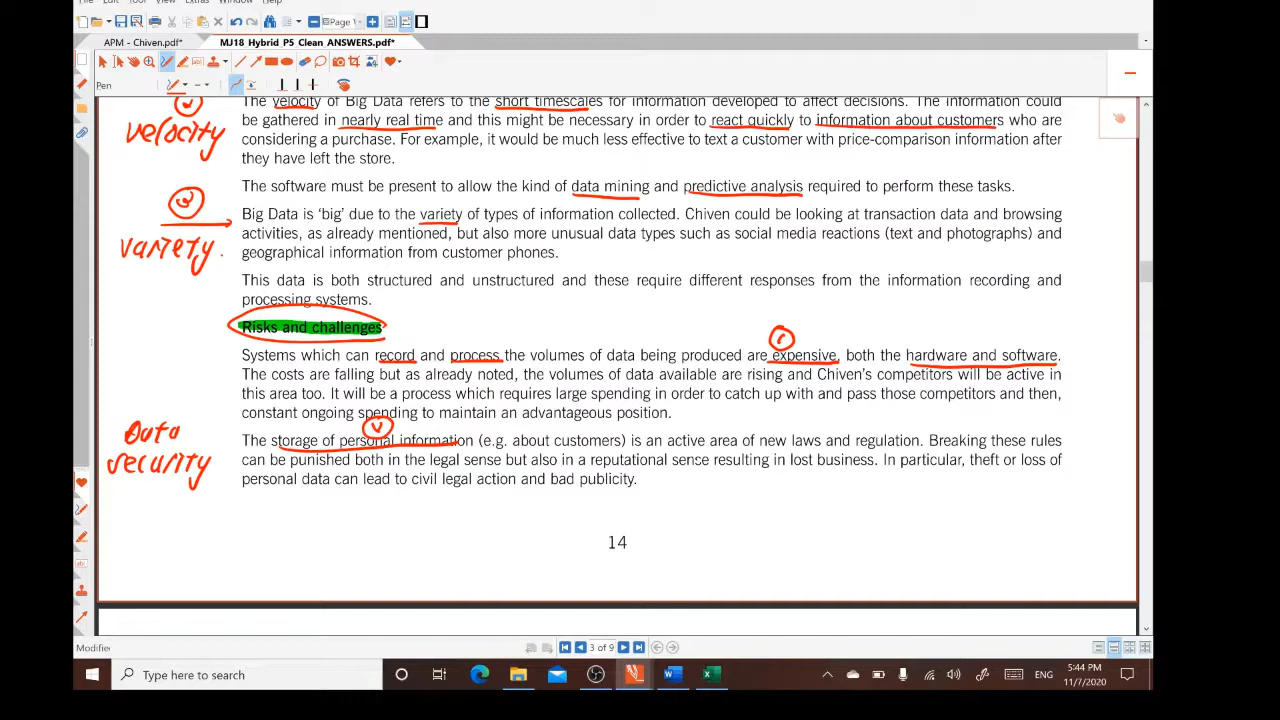 File Edit View Extras Window Help
Page W
APM - Chiven.pdf*
MJ18 Hybrid P5 Clean ANSWERS.pdf*
Pen
The velocity of Big Data refers to the short timescales for information developed to affect decisions. The information could
be gathered in nearly real time and this might be necessary in order to react quickly to information about customers who are
velocity
considering a purchase. For example, it would be much less effective to text a customer with price-comparison information after
they have left the store.
The software must be present to allow the kind of data mining and predictive analysis required to perform these tasks.
3
Big Data is ‘big’ due to the variety of types of information collected. Chiven could be looking at transaction data and browsing
activities, as already mentioned, but also more unusual data types such as social media reactions (text and photographs) and
variety.
geographical information from customer phones.
This data is both structured and unstructured and these require different responses from the information recording and
processing systems.
Risks and challenges
Systems which can record and process the volumes of data being produced are expensive, both the hardware and software.
The costs are falling but as already noted, the volumes of data available are rising and Chiven’s competitors will be active in
this area too. It will be a process which requires large spending in order to catch up with and pass those competitors and then,
constant ongoing spending to maintain an advantageous position.
Data
security
The storage of personal information (e.g. about customers) is an active area of new laws and regulation. Breaking these rules
can be punished both in the legal sense but also in a reputational sense resulting in lost business. In particular, theft or loss of
personal data can lead to civil legal action and bad publicity.
14
Modified
3 of 9
Type here to search
ENG
5:44 PM
11/7/2020